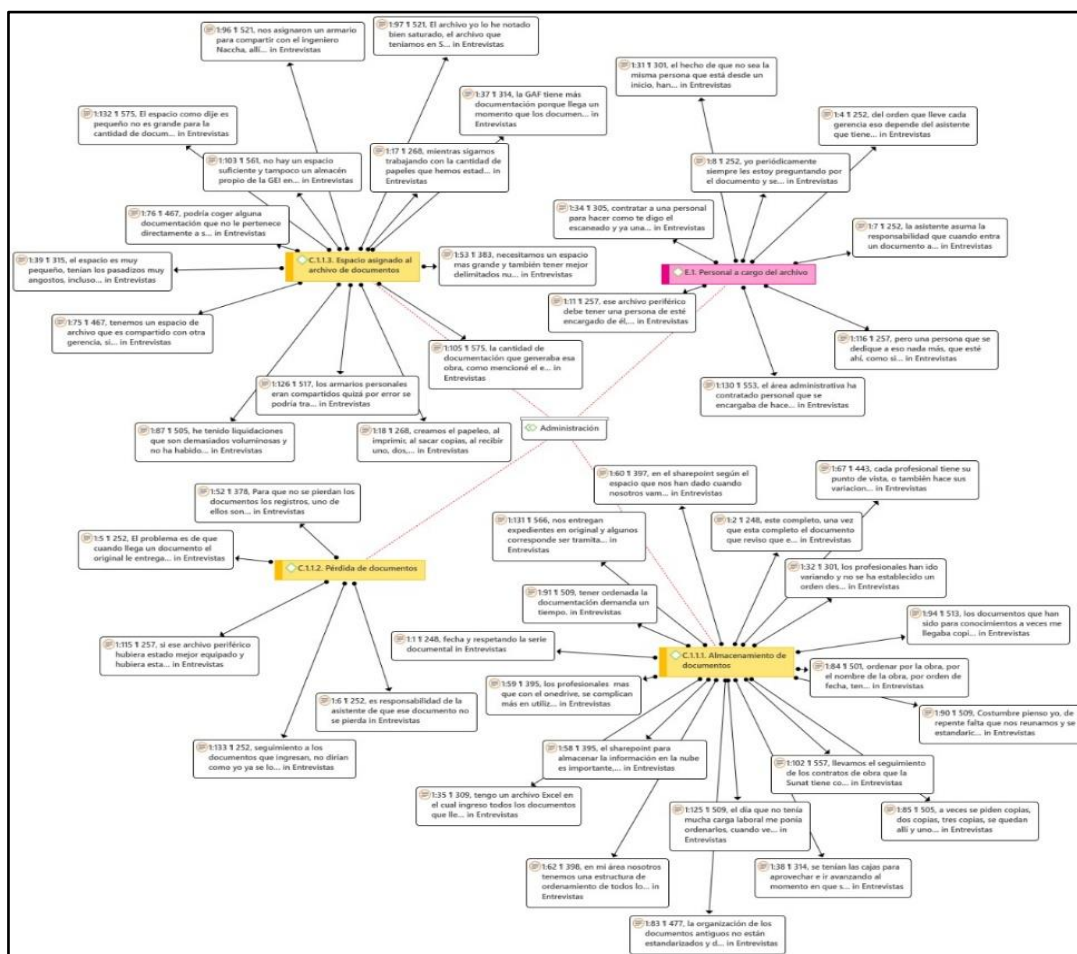 1:96 ¶ 521, nos asignaron un armario
para compartir con el ingeniero
Naccha, allí... in Entrevistas
1:97 ¶ 521, El archivo yo lo he notado
bien saturado, el archivo que
teníamos en S... in Entrevistas
1:132 ¶ 575, El espacio como dije es
pequeño no es grande para la
cantidad de docum... in Entrevistas
1:37 ¶ 314, la GAF tiene más
documentación porque llega un
momento que los documen... in
Entrevistas
1:103 ¶ 561, no hay un espacio
suficiente y tampoco un almacén
propio de la GEI en... in Entrevistas
1:17 ¶ 268, mientras sigamos
trabajando con la cantidad de
papeles que hemos estad... in
Entrevistas
1:76 ¶ 467, podría coger alguna
documentación que no le pertenece
directamente a s... in Entrevistas
1:39 ¶ 315, el espacio es muy
pequeño, tenían los pasadizos muy
angostos, incluso... in Entrevistas
C.1.1.3. Espacio asignado al
archivo de documentos
1:53 ¶ 383, necesitamos un espacio
mas grande y también tener mejor
delimitados nu... in Entrevistas
1:75 ¶ 467, tenemos un espacio de
archivo que es compartido con otra
gerencia, si... in Entrevistas
1:105 ¶ 575, la cantidad de
documentación que generaba esa
obra, como mencioné el e... in
Entrevistas
1:126 ¶ 517, los armarios personales
eran compartidos quizá por error se
podría tra... in Entrevistas
1:87 ¶ 505, he tenido liquidaciones
que son demasiados voluminosas y
no ha habido... in Entrevistas
1:18 ¶ 268, creamos el papeleo, al
imprimir, al sacar copias, al recibir
uno, dos,... in Entrevistas
1:31 ¶ 301, el hecho de que no sea la
misma persona que está desde un
inicio, han... in Entrevistas
1:4 ¶ 252, del orden que lleve cada
gerencia eso depende del asistente
que tiene... in Entrevistas
1:8 ¶ 252, yo periódicamente
siempre les estoy preguntando por
el documento y se... in Entrevistas
1:34 ¶ 305, contratar a una personal
para hacer como te digo el
escaneado y ya una... in Entrevistas
1:7 ¶ 252, la asistente asuma la
responsabilidad que cuando entra
un documento a... in Entrevistas
E.1. Personal a cargo del archivo
1:11 ¶ 257, ese archivo periférico
debe tener una persona de esté
encargado de él,... in Entrevistas
1:116 ¶ 257, pero una persona que se
dedique a eso nada más, que esté
ahí, como si... in Entrevistas
1:130 ¶ 553, el área administrativa ha
contratado personal que se
encargaba de hace... in Entrevistas
Administración
1:52 ¶ 378, Para que no se pierdan los
documentos los registros, uno de
ellos son... in Entrevistas
1:5 ¶ 252, El problema es de que
cuando llega un documento el
original le entrega... in Entrevistas
C.1.1.2. Pérdida de documentos
1:115 ¶ 257, si ese archivo periférico
hubiera estado mejor equipado y
hubiera esta... in Entrevistas
1:6 ¶ 252, es responsabilidad de la
asistente de que ese documento no
se pierda in Entrevistas
1:133 ¶ 252, seguimiento a los
documentos que ingresan, no dirían
como yo ya se lo... in Entrevistas
1:60 ¶ 397, en el sharepoint según el
espacio que nos han dado cuando
nosotros vam... in Entrevistas
1:67 ¶ 443, cada profesional tiene su
punto de vista, o también hace sus
variacion... in Entrevistas
1:131 ¶ 566, nos entregan
expedientes en original y algunos
corresponde ser tramita...
in Entrevistas
1:2 ¶ 248, este completo, una vez
que esta completo el documento
que reviso que e... in Entrevistas
1:32 ¶ 301, los profesionales han ido
variando y no se ha establecido un
orden des... in Entrevistas
1:91 ¶ 509, tener ordenada la
documentación demanda un
tiempo. in Entrevistas
1:94 ¶ 513, los documentos que han
sido para conocimientos a veces me
llegaba copi... in Entrevistas
1:1 ¶ 248, fecha y respetando la serie
documental in Entrevistas
C.1.1.1. Almacenamiento de
documentos
1:84 ¶ 501, ordenar por la obra, por
el nombre de la obra, por orden de
fecha, ten... in Entrevistas
1:59 ¶ 395, los profesionales mas
que con el onedrive, se complican
más en utiliz... in Entrevistas
1:90 ¶ 509, Costumbre pienso yo, de
repente falta que nos reunamos y se
estandaric... in Entrevistas
1:58 ¶ 395, el sharepoint para
almacenar la información en la nube
es importante,... in Entrevistas
1:102 ¶ 557, llevamos el seguimiento
de los contratos de obra que la
Sunat tiene co... in Entrevistas
1:35 ¶ 309, tengo un archivo Excel en
el cual ingreso todos los documentos
que lle... in Entrevistas
1:125 ¶ 509, el día que no tenía
mucha carga laboral me ponía
ordenarlos, cuando ve... in
Entrevistas
1:85 ¶ 505, a veces se piden copias,
dos copias, tres copias, se quedan
allí y uno... in Entrevistas
1:62 ¶ 398, en mi área nosotros
tenemos una estructura de
ordenamiento de todos lo... in
Entrevistas
1:38 ¶ 314, se tenían las cajas para
aprovechar e ir avanzando al
momento en que s... in Entrevistas
1:83 ¶ 477, la organización de los
documentos antiguos no están
estandarizados y d... in Entrevistas